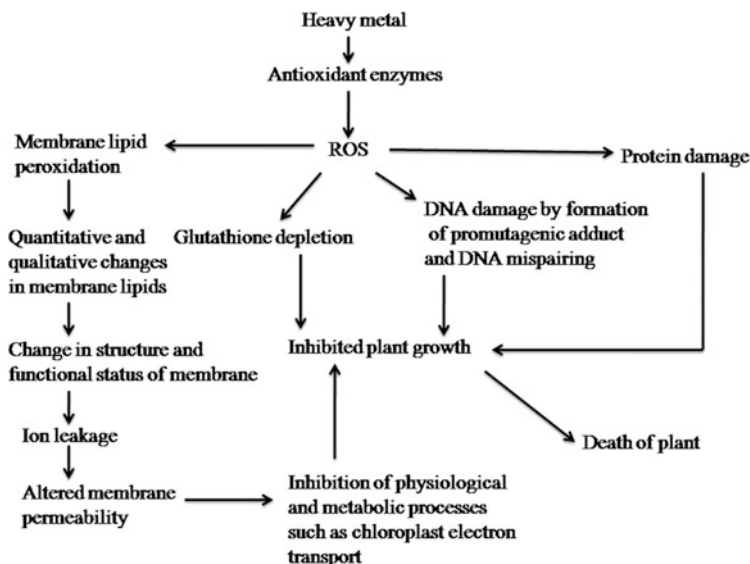 Heavy metal
Antioxidant enzymes
ROS
Membrane lipid
peroxidation
Protein damage
Glutathione depletion
DNA damage by formation
of promutagenic adduct
and DNA mispairing
Quantitative and
qualitative changes
in membrane lipids
Change in structure and
functional status of membrane
Inhibited plant growth
Ion leakage
Death of plant
Altered membrane
permeability
Inhibition of physiological
and metabolic processes
such as chloroplast electron
transport